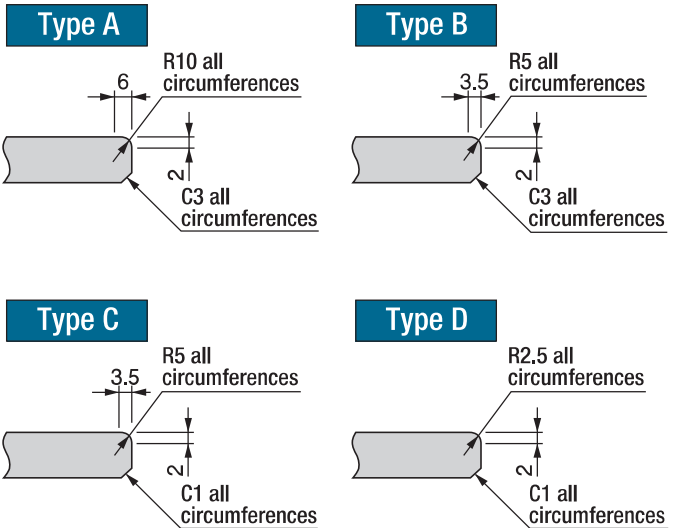 Type A
R10 all
circumferences
6
2
C3 all
circumferences
Type B
R5 all
circumferences
3.5
2
C3 all
circumferences
Type C
R5 all
circumferences
3.5
2
C1 all
circumferences
Type D
R2.5 all
circumferences
2
C1 all
circumferences